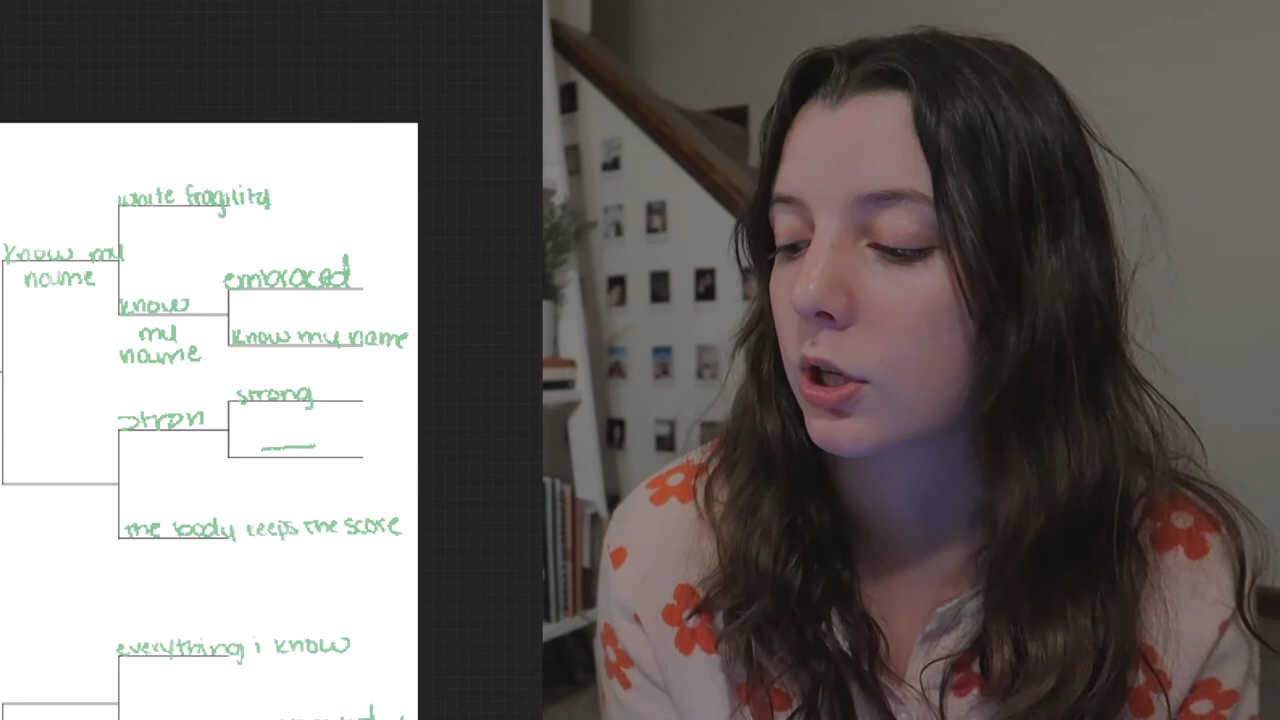 white fragility
know my
name
embraced
know
my
name
know my name
strong
stron
the body keeps the score
everything i know